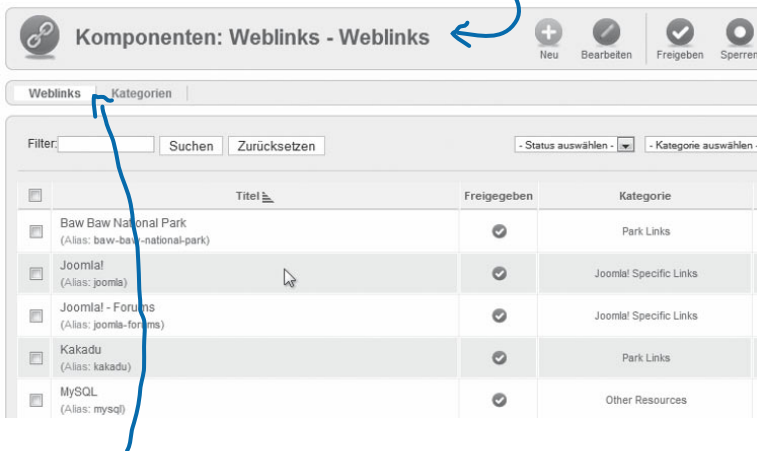 Komponenten: Weblinks - Weblinks
Neu Bearbeiten Freigeben Sperren
Weblinks Kategorien
Filter: Suchen Zurücksetzen - Status auswählen - - Kategorie auswählen -
Titel Freigegeben Kategorie
Baw Baw National Park
(Alias: baw-baw-national-park) Park Links
Joomla!
(Alias: joomla) Joomla! Specific Links
Joomla! - Forums
(Alias: joomla-forums) Joomla! Specific Links
Kakadu
(Alias: kakadu) Park Links
MySQL
(Alias: mysql) Other Resources